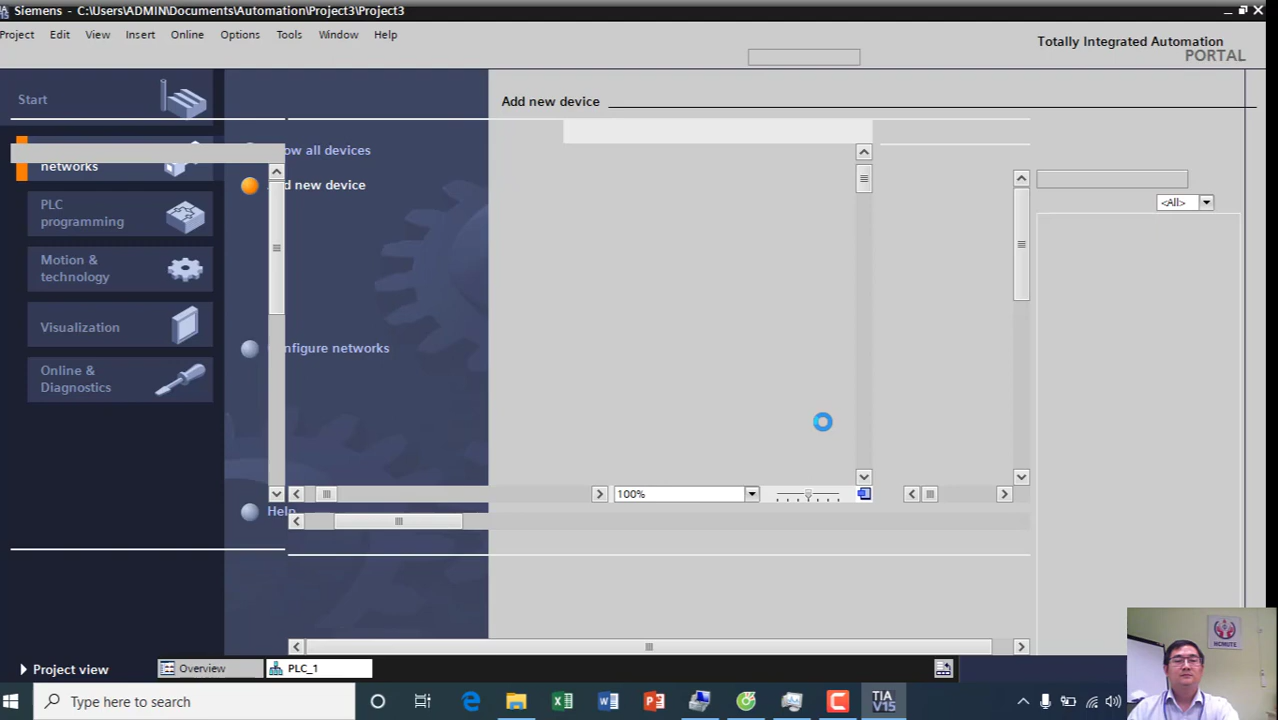 Siemens - C:\Users\ADMIN\Documents\Automation\Project3\Project3
Project Edit View Insert Online Options Tools Window Help
Totally Integrated Automation
PORTAL
Start
networks
PLC
programming
Motion &
technology
Visualization
Online &
Diagnostics
ow all devices
d new device
nfigure networks
Help
Add new device
<All>
100%
Project view
Overview
PLC_1
Type here to search
TIA
V15
HCMUTE